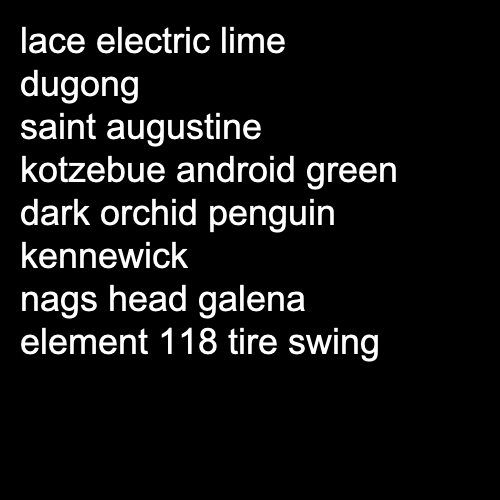 lace electric lime
dugong
saint augustine
kotzebue android green
dark orchid penguin
kennewick
nags head galena
element 118 tire swing